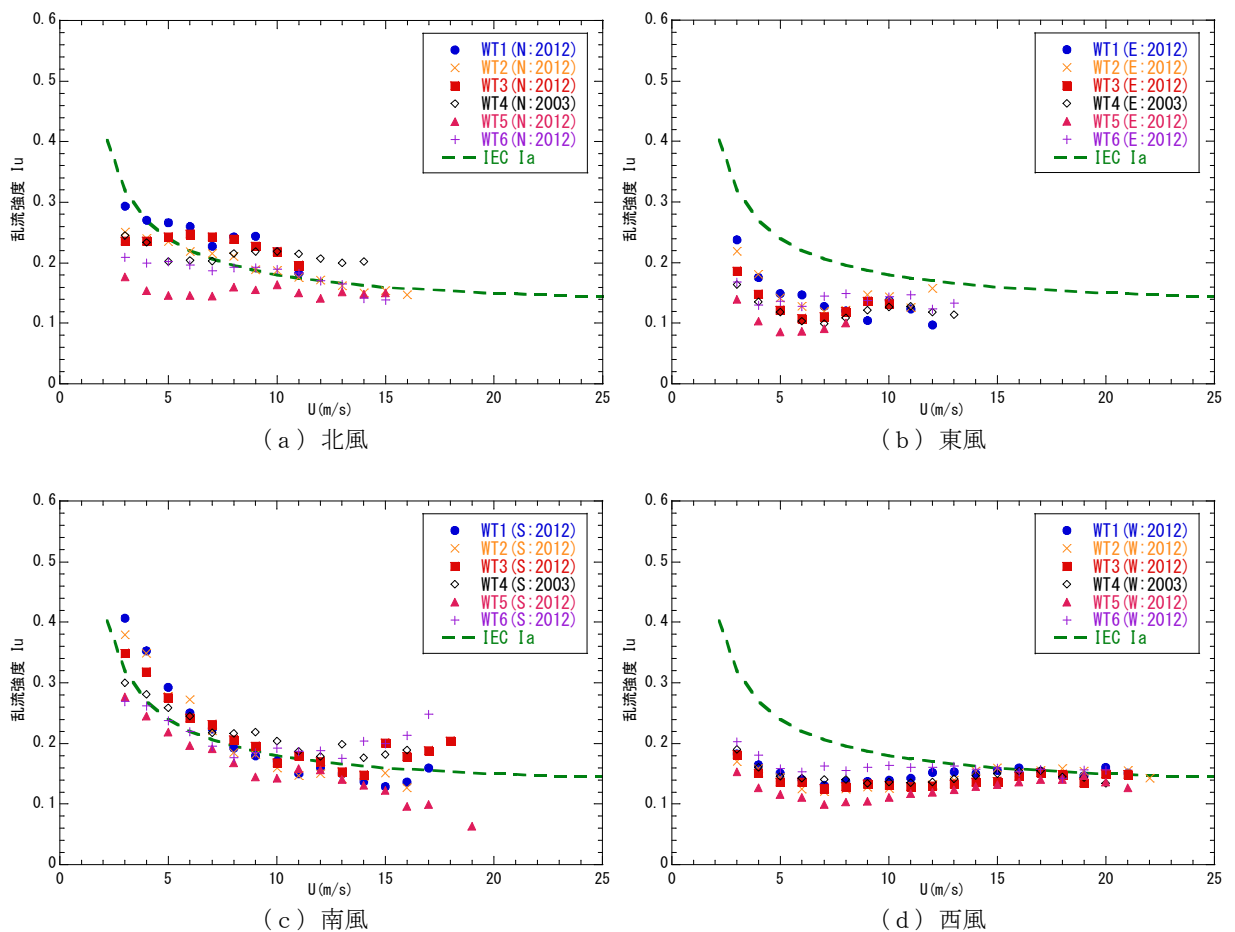 0.6
0.5
0.4
0.3
0.2
0.1
0
乱流強度 Iu
WT1(N:2012)
WT2(N:2012)
WT3(N:2012)
WT4(N:2003)
WT5(N:2012)
WT6(N:2012)
IEC Ia
0 5 10 15 20 25
U(m/s)
(a) 北風
0.6
0.5
0.4
0.3
0.2
0.1
0
乱流強度 Iu
WT1(E:2012)
WT2(E:2012)
WT3(E:2012)
WT4(E:2003)
WT5(E:2012)
WT6(E:2012)
IEC Ia
0 5 10 15 20 25
U(m/s)
(b) 東風
0.6
0.5
0.4
0.3
0.2
0.1
0
乱流強度 Iu
WT1(S:2012)
WT2(S:2012)
WT3(S:2012)
WT4(S:2003)
WT5(S:2012)
WT6(S:2012)
IEC Ia
0 5 10 15 20 25
U(m/s)
(c) 南風
0.6
0.5
0.4
0.3
0.2
0.1
0
乱流強度 Iu
WT1(W:2012)
WT2(W:2012)
WT3(W:2012)
WT4(W:2003)
WT5(W:2012)
WT6(W:2012)
IEC Ia
0 5 10 15 20 25
U(m/s)
(d) 西風